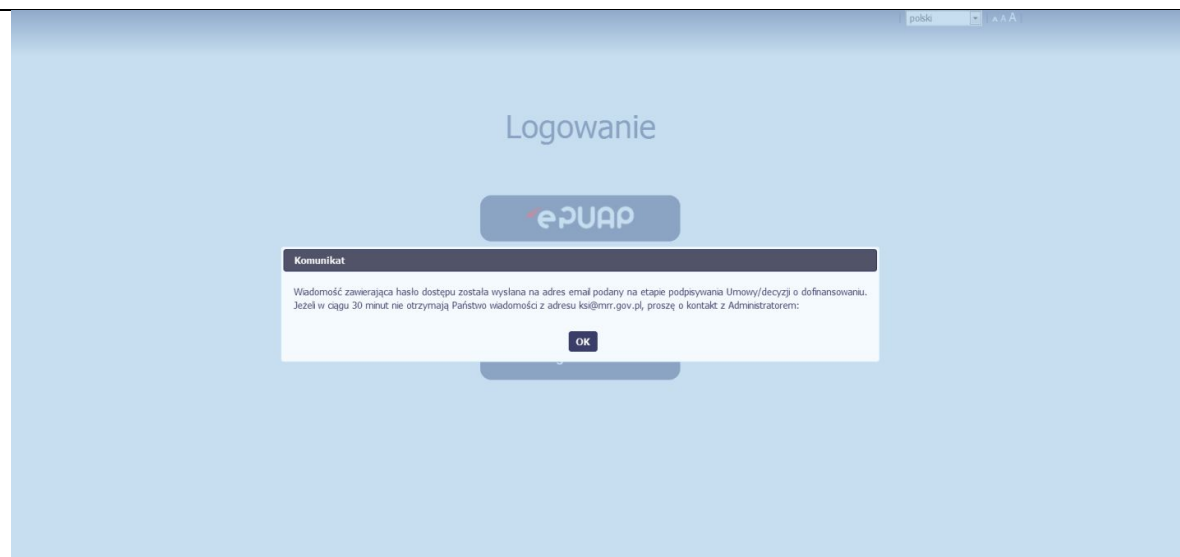 polski A A A
Logowanie
ePUAP
Komunikat
Wiadomość zawierająca hasło dostępu została wysłana na adres email podany na etapie podpisywania Umowy/decyzji o dofinansowaniu.
Jeżeli w ciągu 30 minut nie otrzymają Państwo wiadomości z adresu ksi@mrr.gov.pl, proszę o kontakt z Administratorem:
OK